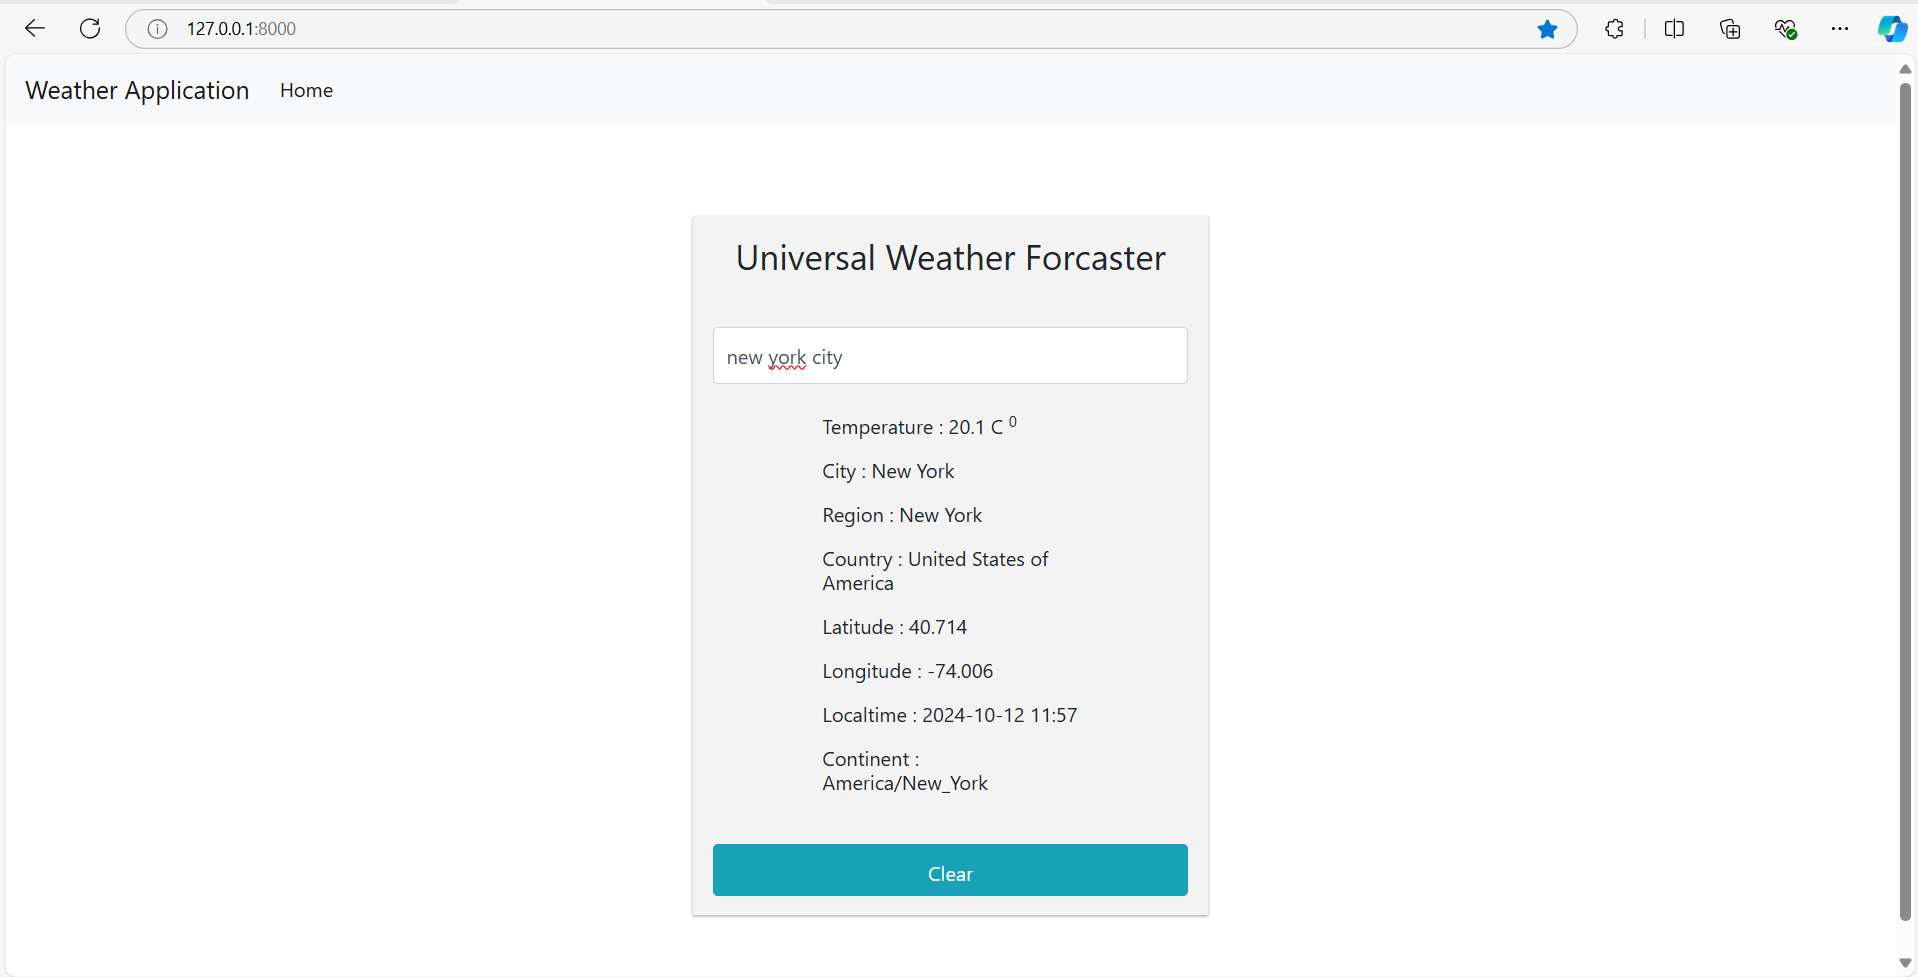 127.0.0.1:8000
Weather Application Home
Universal Weather Forcaster
new york city
Temperature : 20.1 C 0
City : New York
Region : New York
Country : United States of
America
Latitude : 40.714
Longitude : -74.006
Localtime : 2024-10-12 11:57
Continent :
America/New_York
Clear